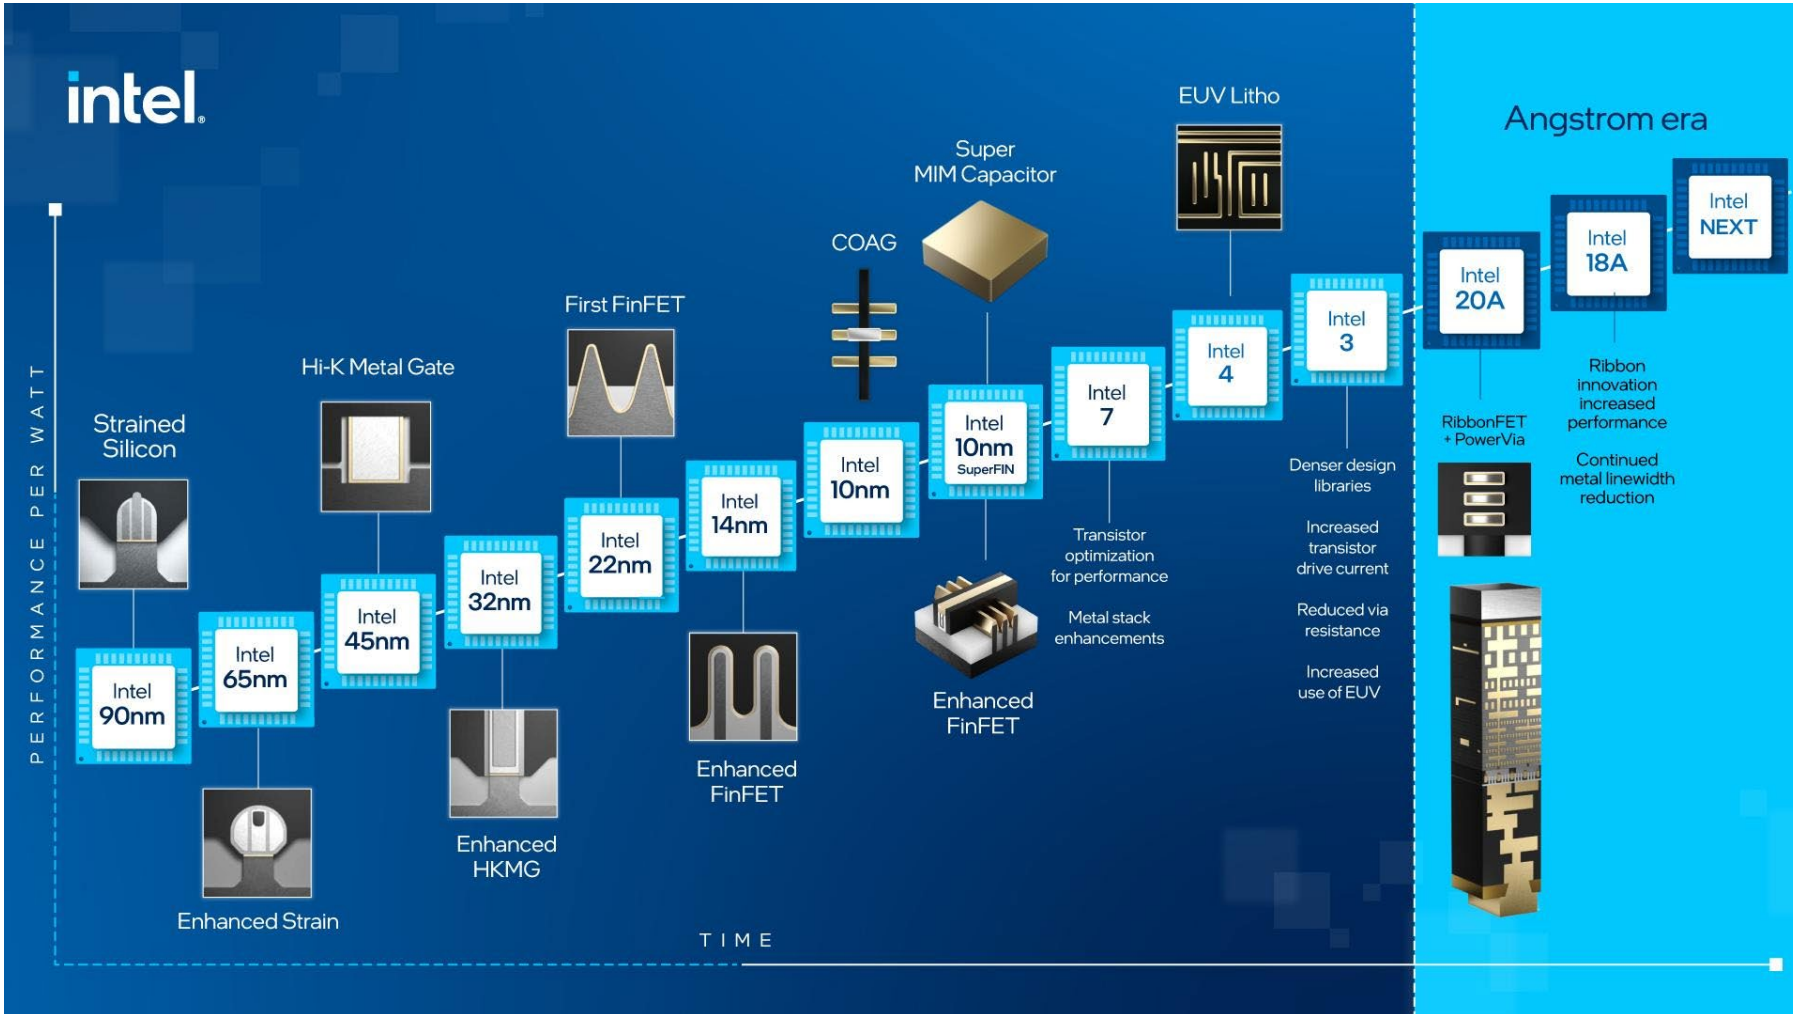 intel.
PERFORMANCE PER WATT
TIME
Strained
Silicon
Intel
90nm
Intel
65nm
Enhanced Strain
Hi-K Metal Gate
Intel
45nm
Intel
32nm
Enhanced
HKMG
First FinFET
Intel
22nm
Intel
14nm
Enhanced
FinFET
COAG
Intel
10nm
Super
MIM Capacitor
Intel
10nm
SuperFIN
Enhanced
FinFET
Intel
7
Transistor
optimization
for performance
Metal stack
enhancements
EUV Litho
Intel
4
Intel
3
Denser design
libraries
Increased
transistor
drive current
Reduced via
resistance
Increased
use of EUV
Angstrom era
Intel
20A
RibbonFET
+ PowerVia
Intel
18A
Ribbon
innovation
increased
performance
Continued
metal linewidth
reduction
Intel
NEXT